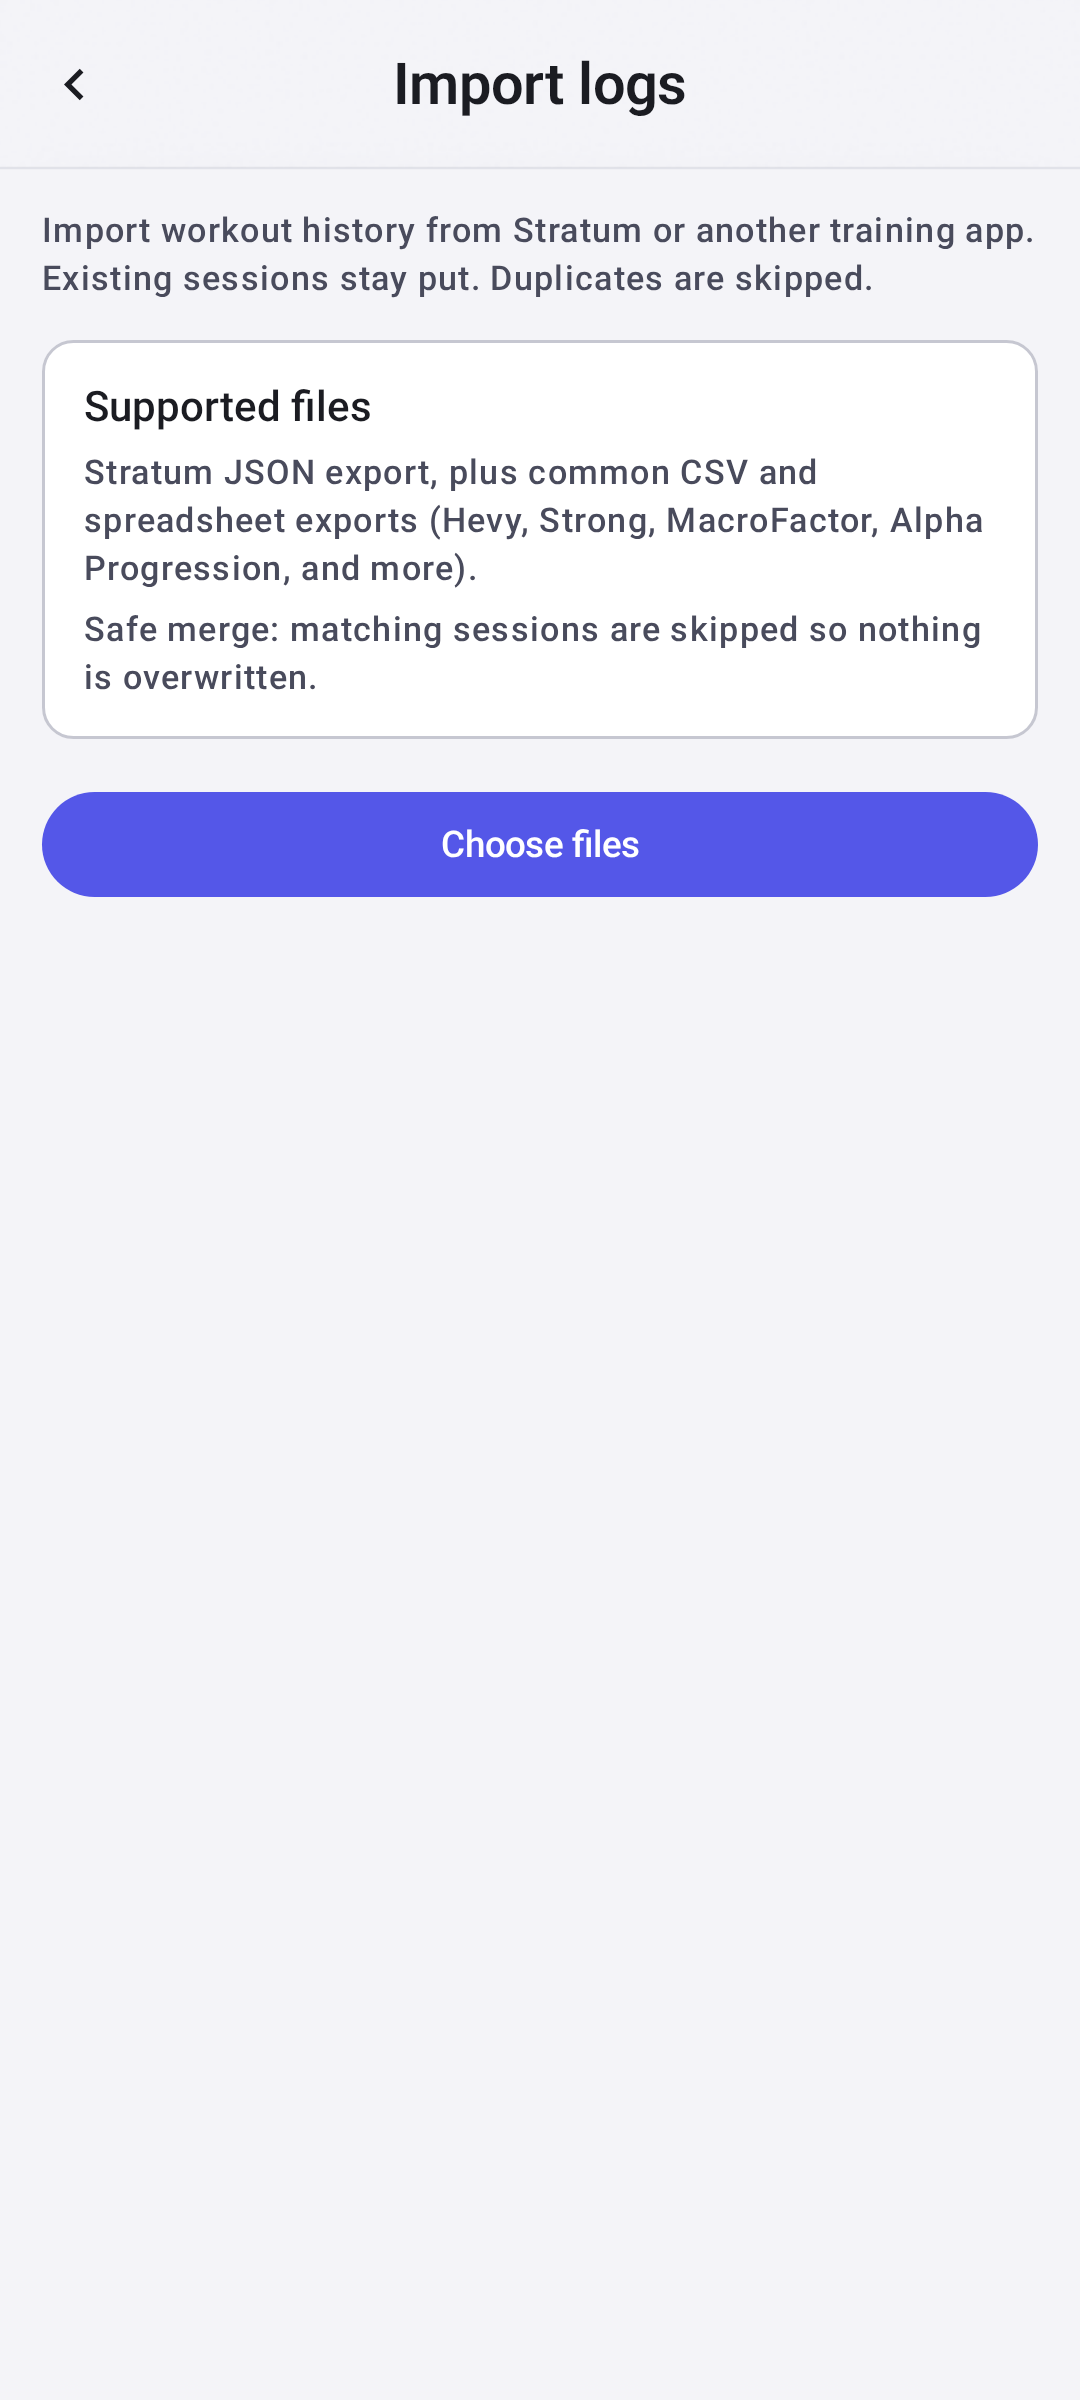 Import logs
Import workout history from Stratum or another training app.
Existing sessions stay put. Duplicates are skipped.
Supported files
Stratum JSON export, plus common CSV and
spreadsheet exports (Hevy, Strong, MacroFactor, Alpha
Progression, and more).
Safe merge: matching sessions are skipped so nothing
is overwritten.
Choose files